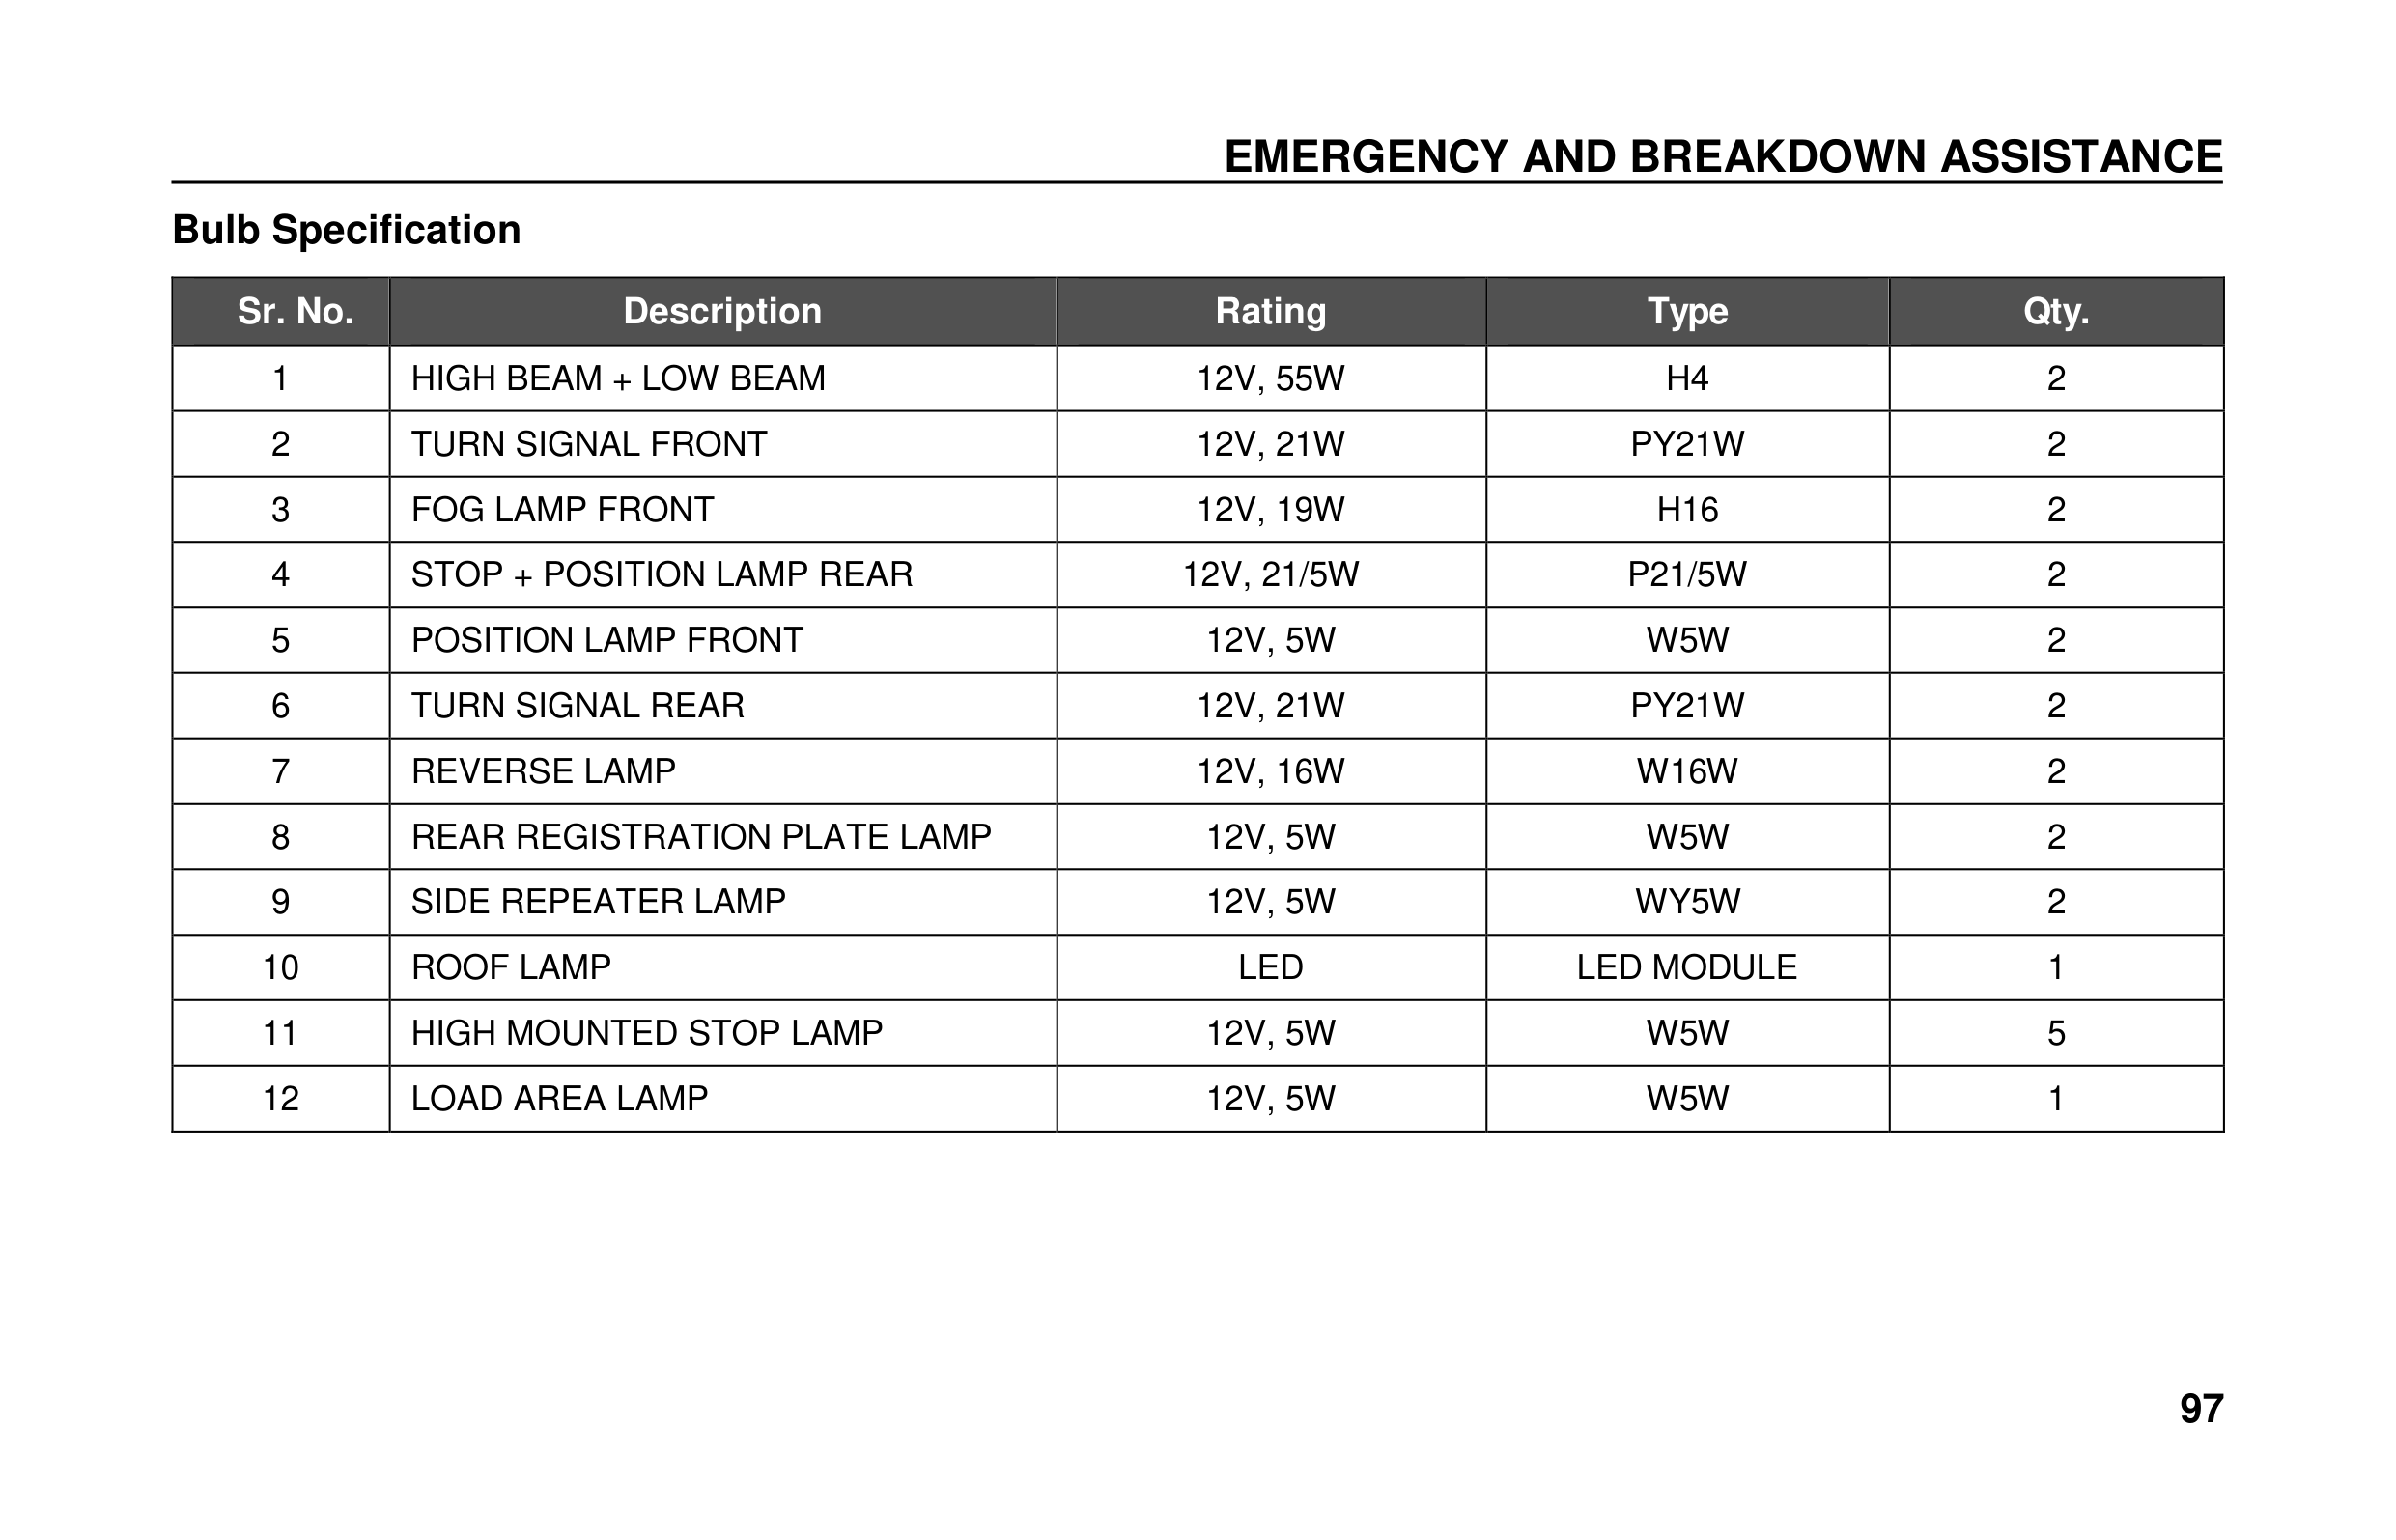 EMERGENCY AND BREAKDOWN ASSISTANCE
Bulb Specification
Sr. No. Description Rating Type Qty.
1 HIGH BEAM + LOW BEAM 12V, 55W H4 2
2 TURN SIGNAL FRONT 12V, 21W PY21W 2
3 FOG LAMP FRONT 12V, 19W H16 2
4 STOP + POSITION LAMP REAR 12V, 21/5W P21/5W 2
5 POSITION LAMP FRONT 12V, 5W W5W 2
6 TURN SIGNAL REAR 12V, 21W PY21W 2
7 REVERSE LAMP 12V, 16W W16W 2
8 REAR REGISTRATION PLATE LAMP 12V, 5W W5W 2
9 SIDE REPEATER LAMP 12V, 5W WY5W 2
10 ROOF LAMP LED LED MODULE 1
11 HIGH MOUNTED STOP LAMP 12V, 5W W5W 5
12 LOAD AREA LAMP 12V, 5W W5W 1
97